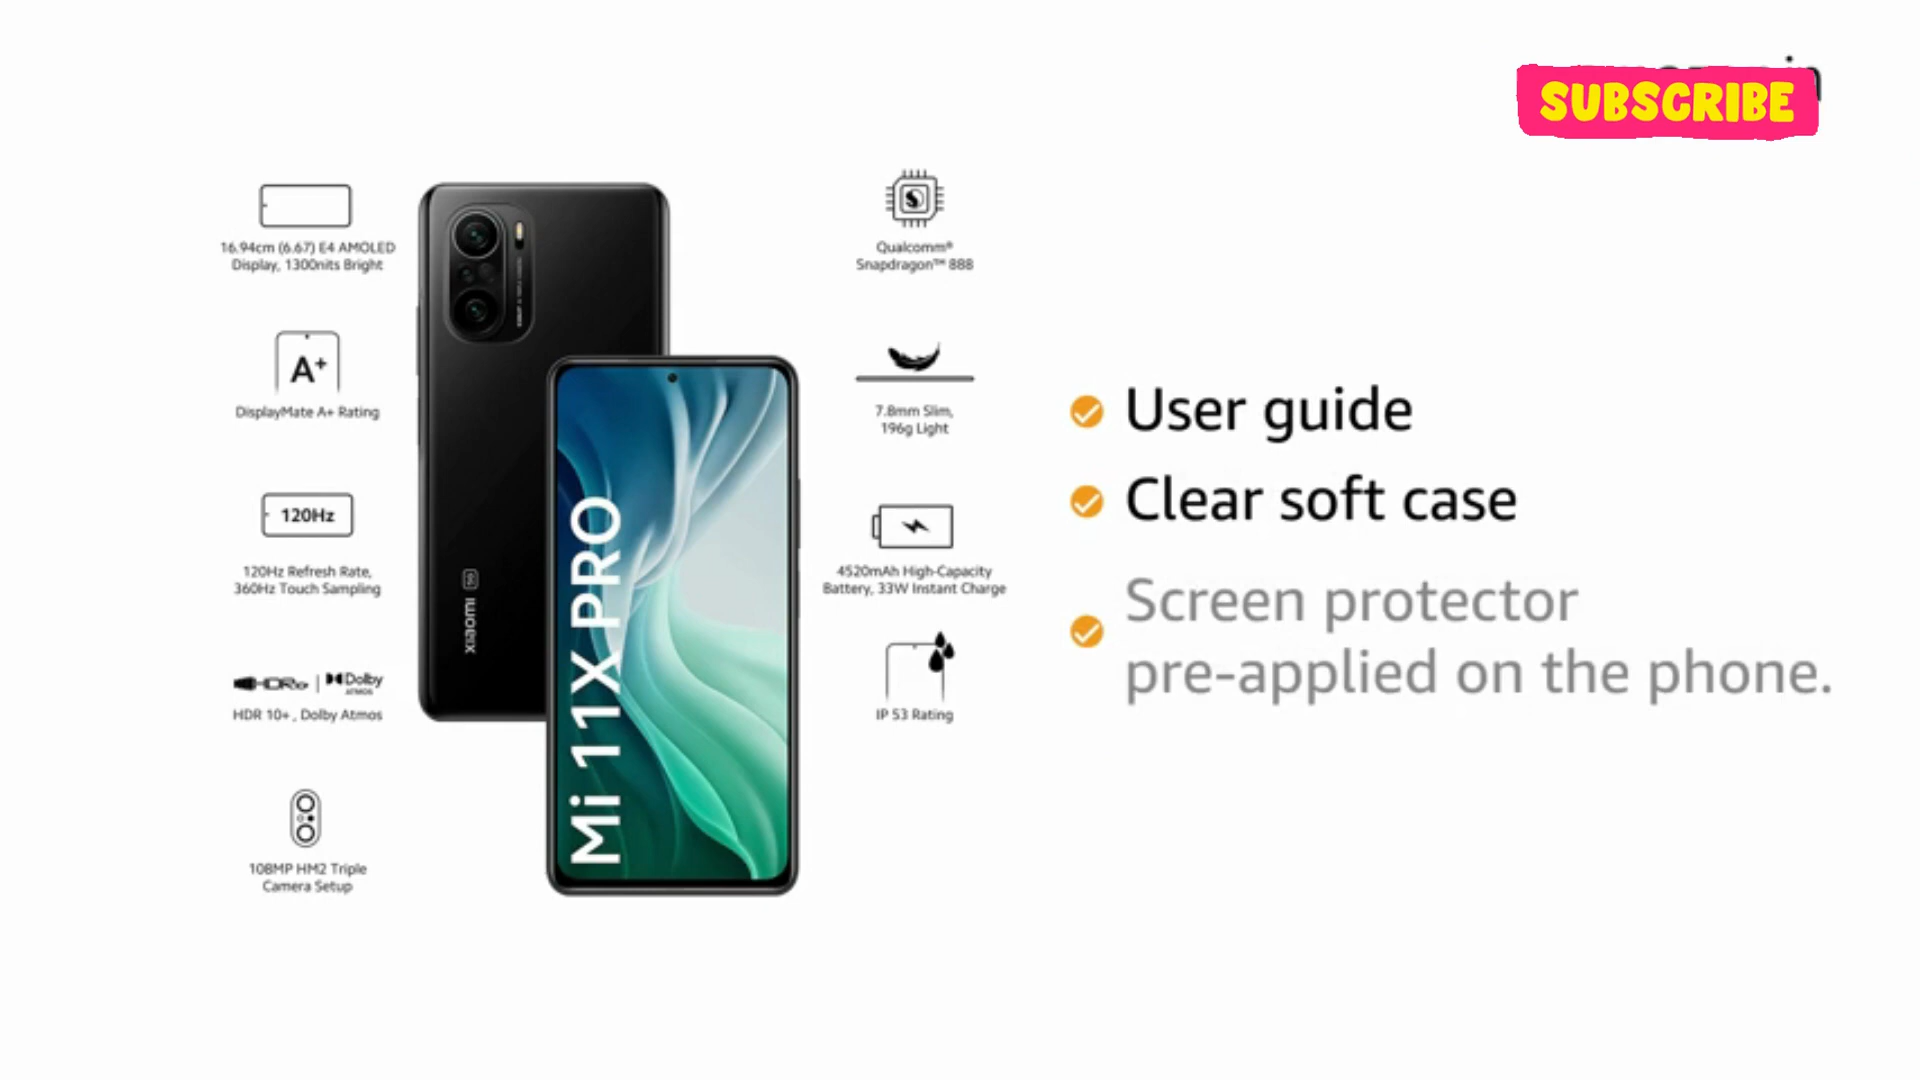 SUBSCRIBE
16.94cm (6.67) E4 AMOLED
Display, 1300nits Bright
A+
DisplayMate A+ Rating
120Hz
120Hz Refresh Rate,
360Hz Touch Sampling
HDR10+ | Dolby
ATMOS
HDR 10+ , Dolby Atmos
108MP HM2 Triple
Camera Setup
xiaomi 5G
Mi 11X PRO
Qualcomm®
Snapdragon™ 888
7.8mm Slim,
196g Light
4520mAh High-Capacity
Battery, 33W Instant Charge
IP 53 Rating
User guide
Clear soft case
Screen protector
pre-applied on the phone.